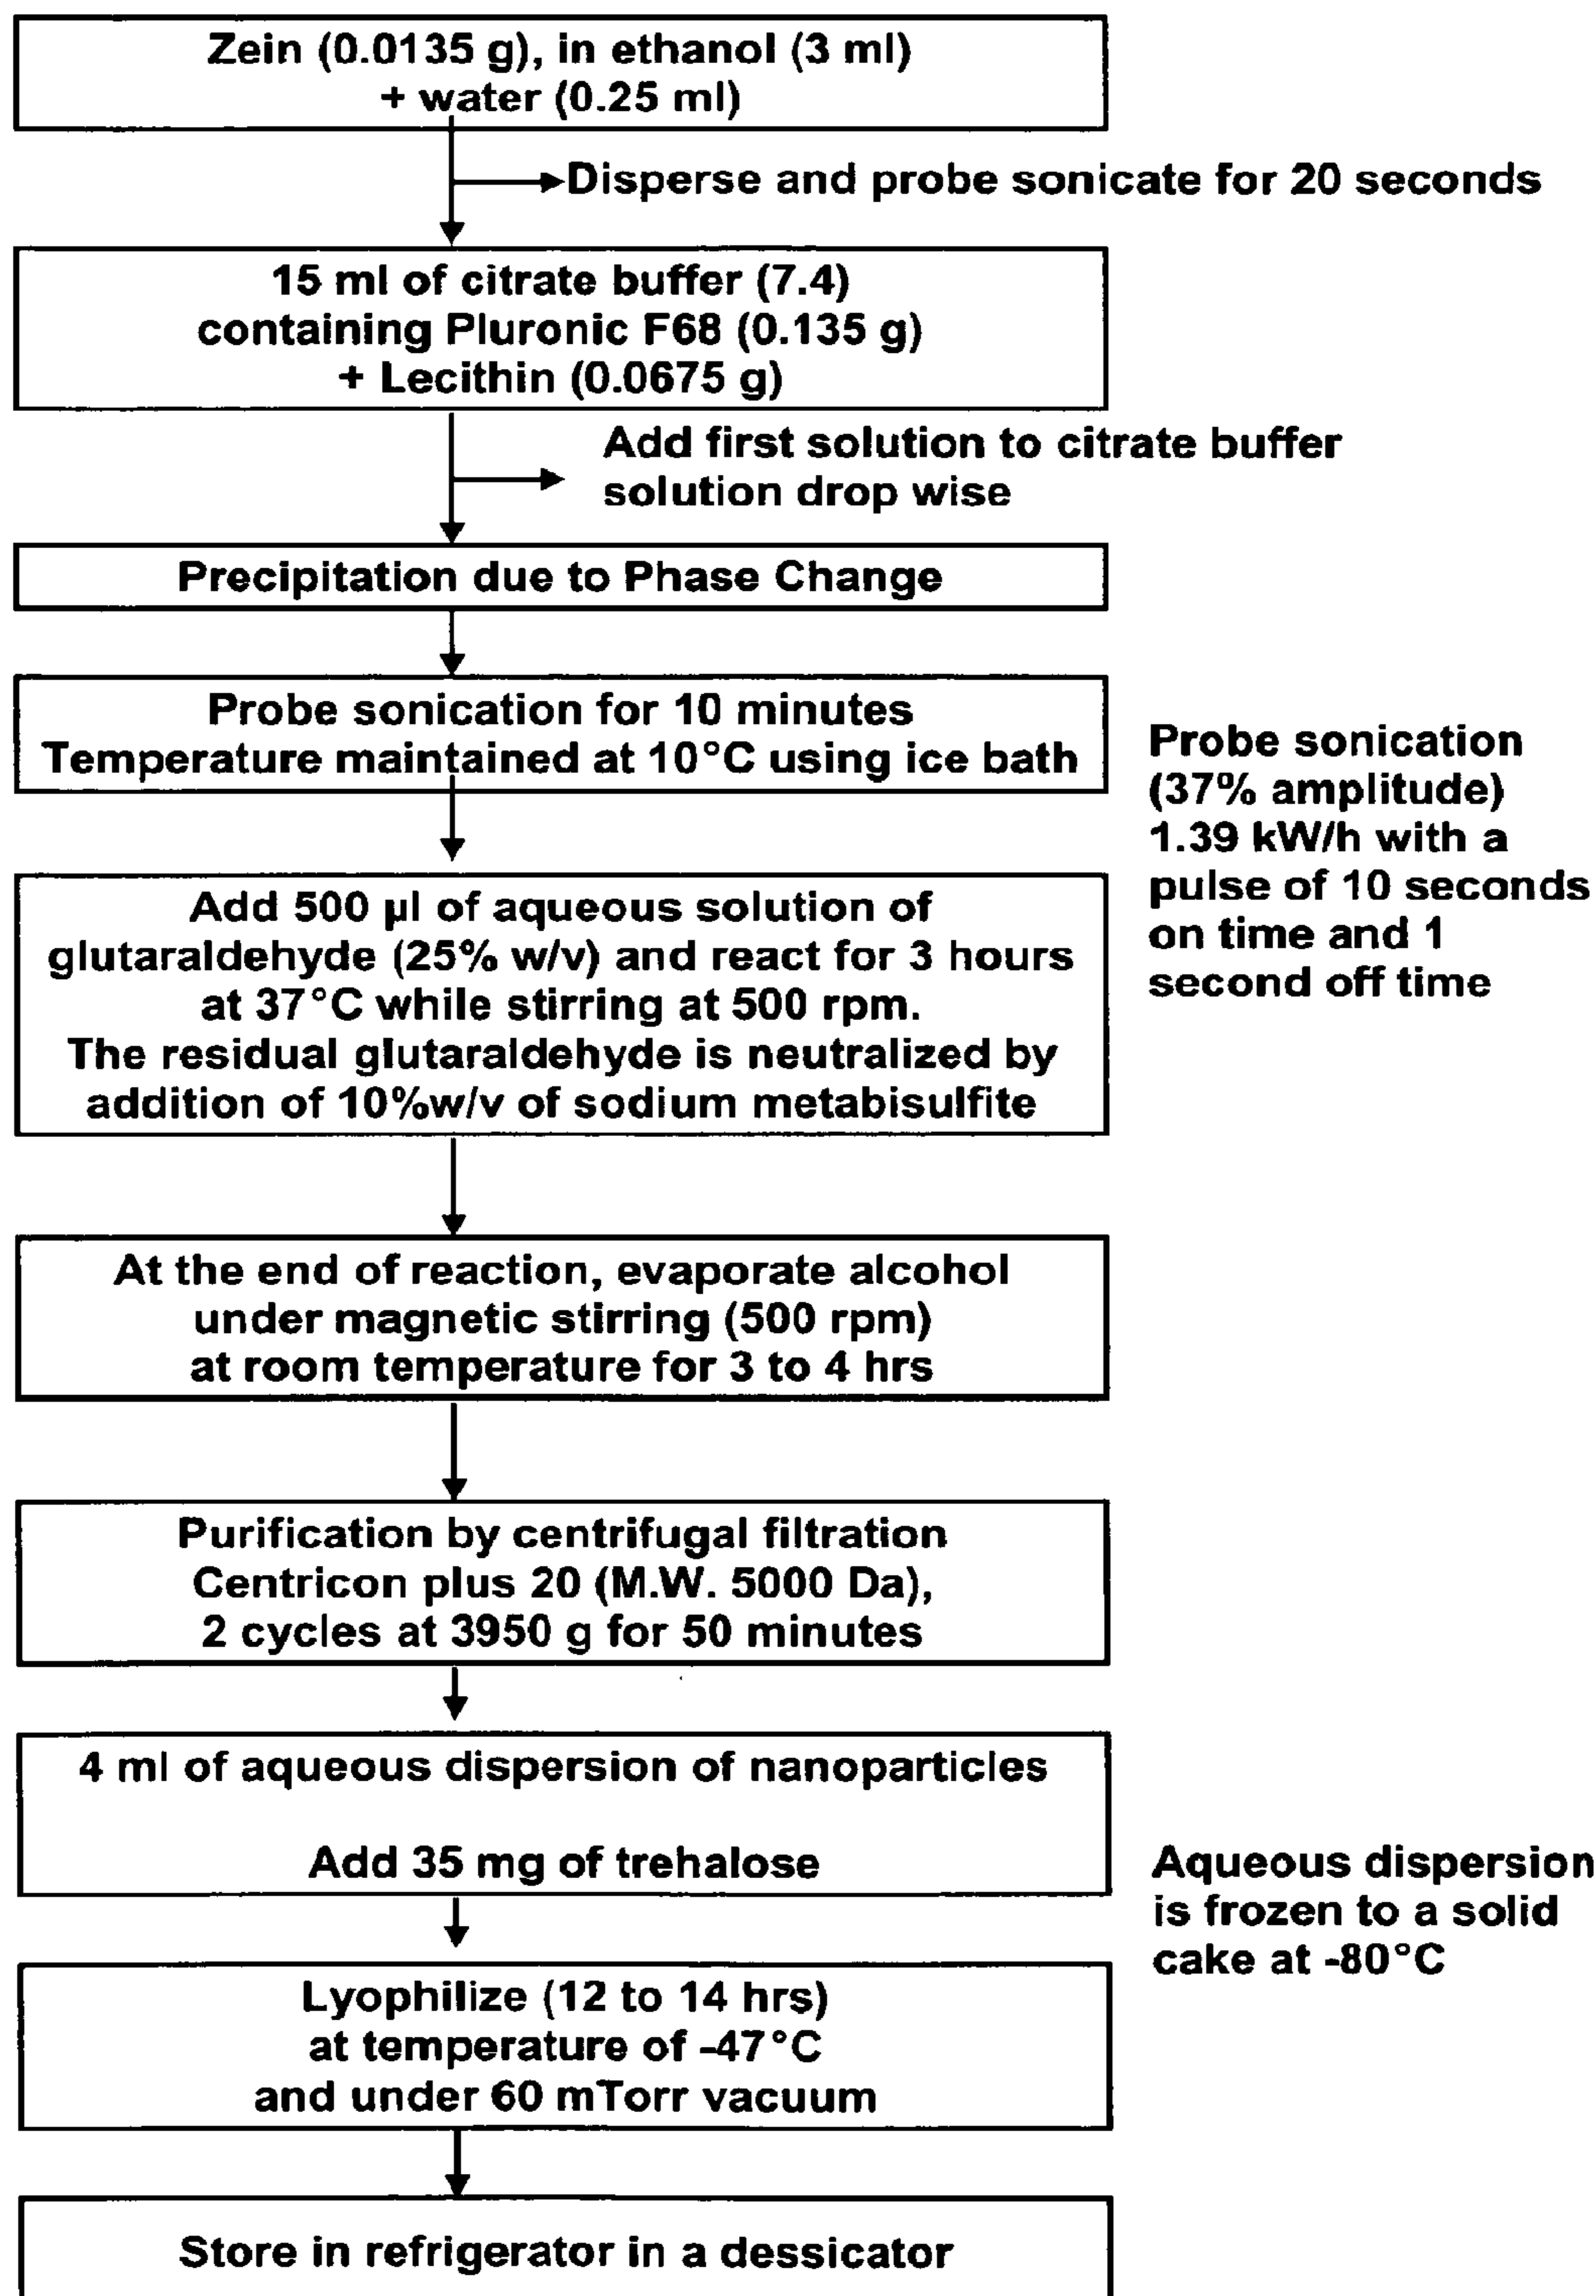 Zein (0.0135 g), in ethanol (3 ml)
+ water (0.25 ml)
Disperse and probe sonicate for 20 seconds
15 ml of citrate buffer (7.4)
containing Pluronic F68 (0.135 g)
+ Lecithin (0.0675 g)
Add first solution to citrate buffer
solution drop wise
Precipitation due to Phase Change
Probe sonication for 10 minutes
Temperature maintained at 10°C using ice bath
Probe sonication
(37% amplitude)
1.39 kW/h with a
pulse of 10 seconds
on time and 1
second off time
Add 500 µl of aqueous solution of
glutaraldehyde (25% w/v) and react for 3 hours
at 37°C while stirring at 500 rpm.
The residual glutaraldehyde is neutralized by
addition of 10%w/v of sodium metabisulfite
At the end of reaction, evaporate alcohol
under magnetic stirring (500 rpm)
at room temperature for 3 to 4 hrs
Purification by centrifugal filtration
Centricon plus 20 (M.W. 5000 Da),
2 cycles at 3950 g for 50 minutes
4 ml of aqueous dispersion of nanoparticles
Add 35 mg of trehalose
Aqueous dispersion
is frozen to a solid
cake at -80°C
Lyophilize (12 to 14 hrs)
at temperature of -47°C
and under 60 mTorr vacuum
Store in refrigerator in a dessicator